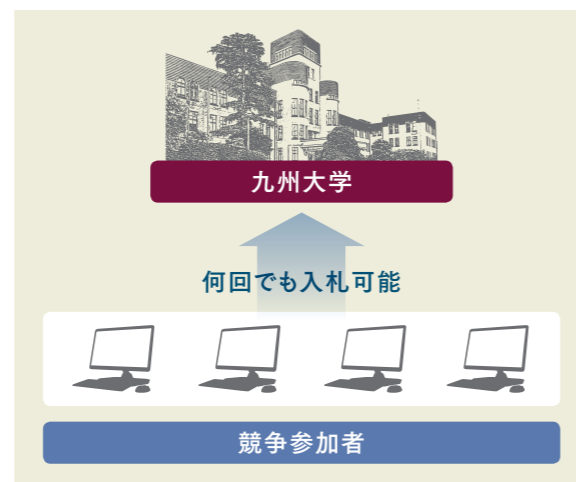 九州大学
何回でも入札可能
競争参加者